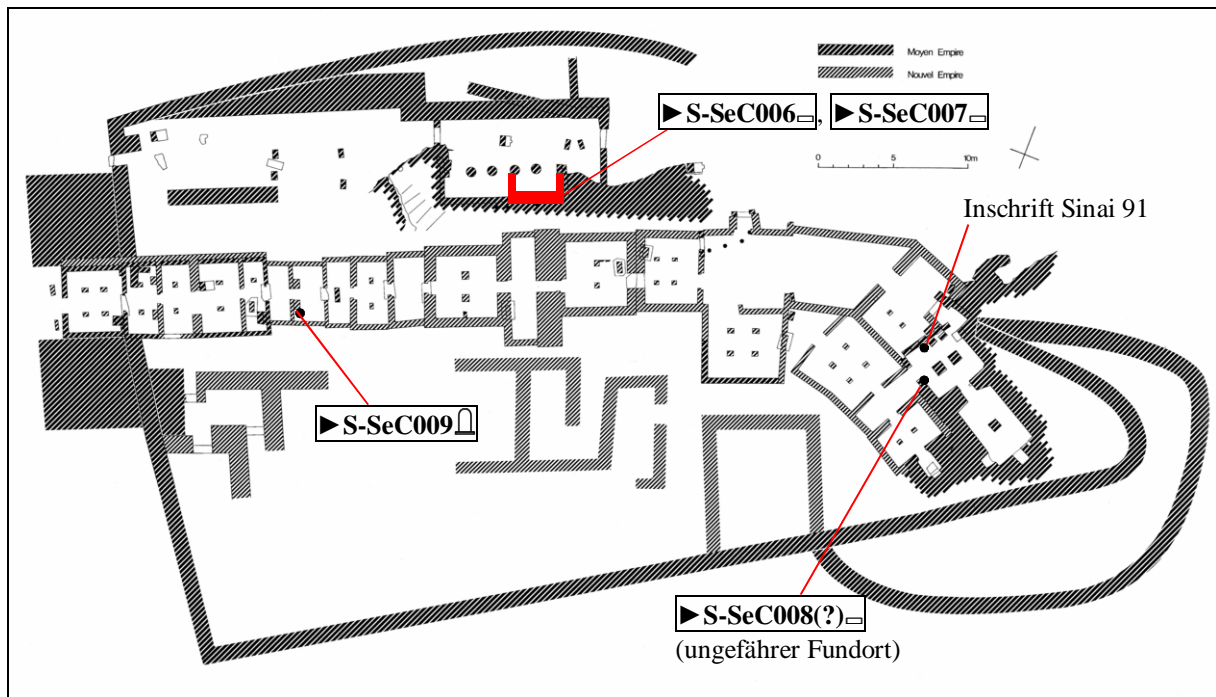 Moyen Empire
Nouvel Empire
►S-SeC006▭, ►S-SeC007▭
0 5 10m
Inschrift Sinai 91
►S-SeC009
►S-SeC008(?)▭
(ungefährer Fundort)